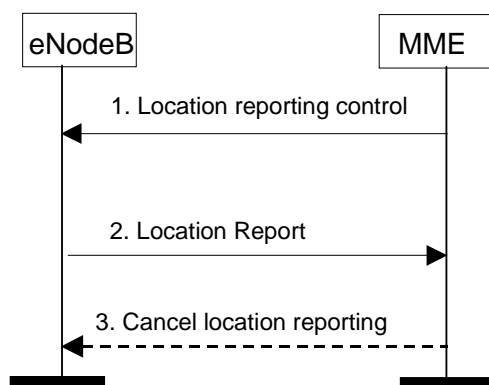 eNodeB
MME
1. Location reporting control
2. Location Report
3. Cancel location reporting